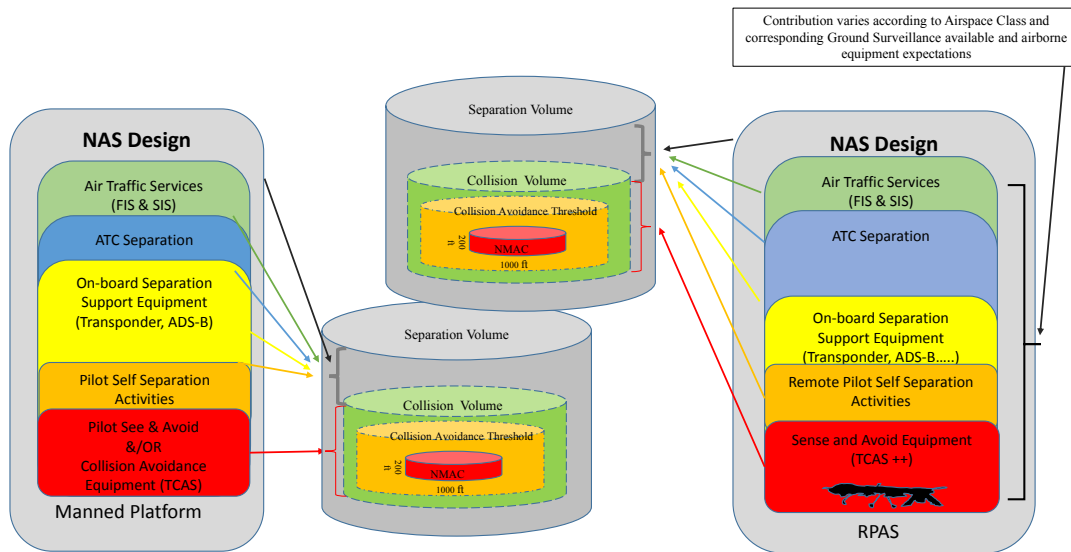 Contribution varies according to Airspace Class and
corresponding Ground Surveillance available and airborne
equipment expectations
NAS Design
Air Traffic Services
(FIS & SIS)
ATC Separation
On-board Separation
Support Equipment
(Transponder, ADS-B)
Pilot Self Separation
Activities
Pilot See & Avoid
&/OR
Collision Avoidance
Equipment (TCAS)
Manned Platform
Separation Volume
Collision Volume
Collision Avoidance Threshold
200
ft
NMAC
1000 ft
Separation Volume
Collision Volume
Collision Avoidance Threshold
200
ft
NMAC
1000 ft
NAS Design
Air Traffic Services
(FIS & SIS)
ATC Separation
On-board Separation
Support Equipment
(Transponder, ADS-B.....)
Remote Pilot Self Separation
Activities
Sense and Avoid Equipment
(TCAS ++)
RPAS